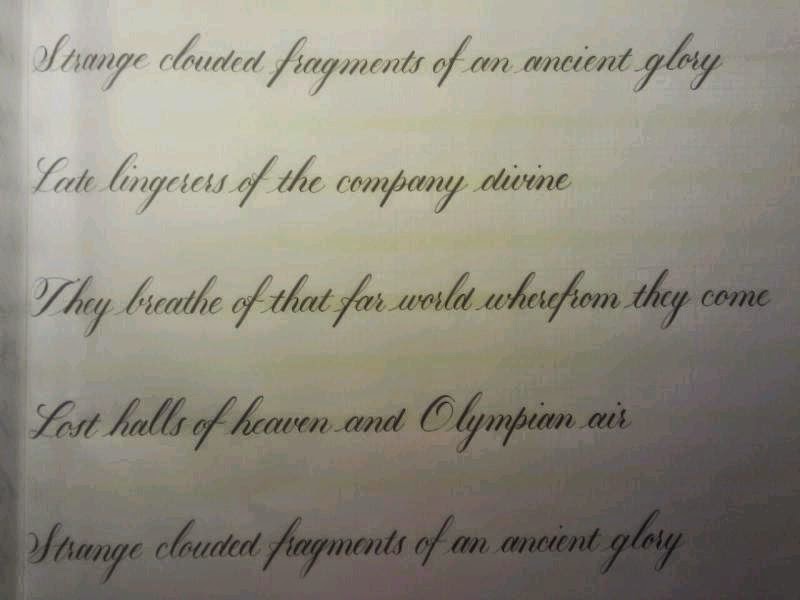 Strange clouded fragments of an ancient glory
Late lingerers of the company divine
They breathe of that far world wherefrom they come
Lost halls of heaven and Olympian air
Strange clouded fragments of an ancient glory